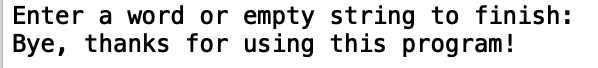 Enter a word or empty string to finish:
Bye, thanks for using this program!